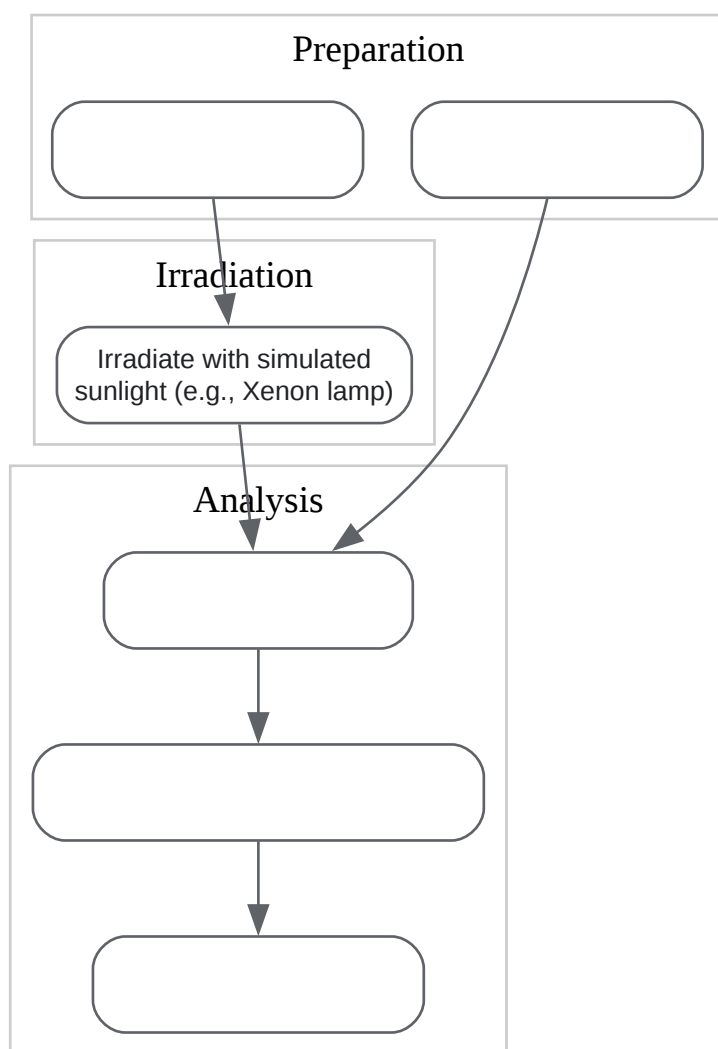 Preparation
Irradiation
Irradiate with simulated
sunlight (e.g., Xenon lamp)
Analysis